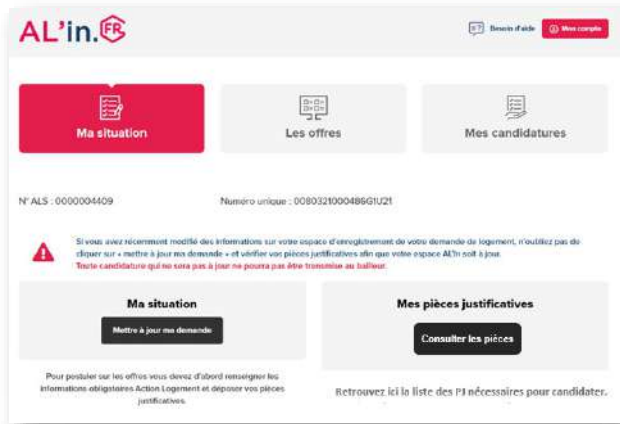 AL'in.FR
Besoin d'aide
Mon compte
Ma situation
Les offres
Mes candidatures
N° ALS : 0000004409
Numéro unique : 0080321000486G1U21
Si vous avez récemment modifié des informations sur votre espace d'enregistrement de votre demande de logement, n'oubliez pas de
cliquer sur « mettre à jour ma demande » et vérifier vos pièces justificatives afin que votre espace AL'in soit à jour.
Toute candidature qui ne sera pas à jour ne pourra pas être transmise au bailleur.
Ma situation
Mettre à jour ma demande
Pour postuler sur les offres vous devez d'abord renseigner les
informations obligatoires Action Logement et déposer vos pièces
justificatives.
Mes pièces justificatives
Consulter les pièces
Retrouvez ici la liste des PJ nécessaires pour candidater.